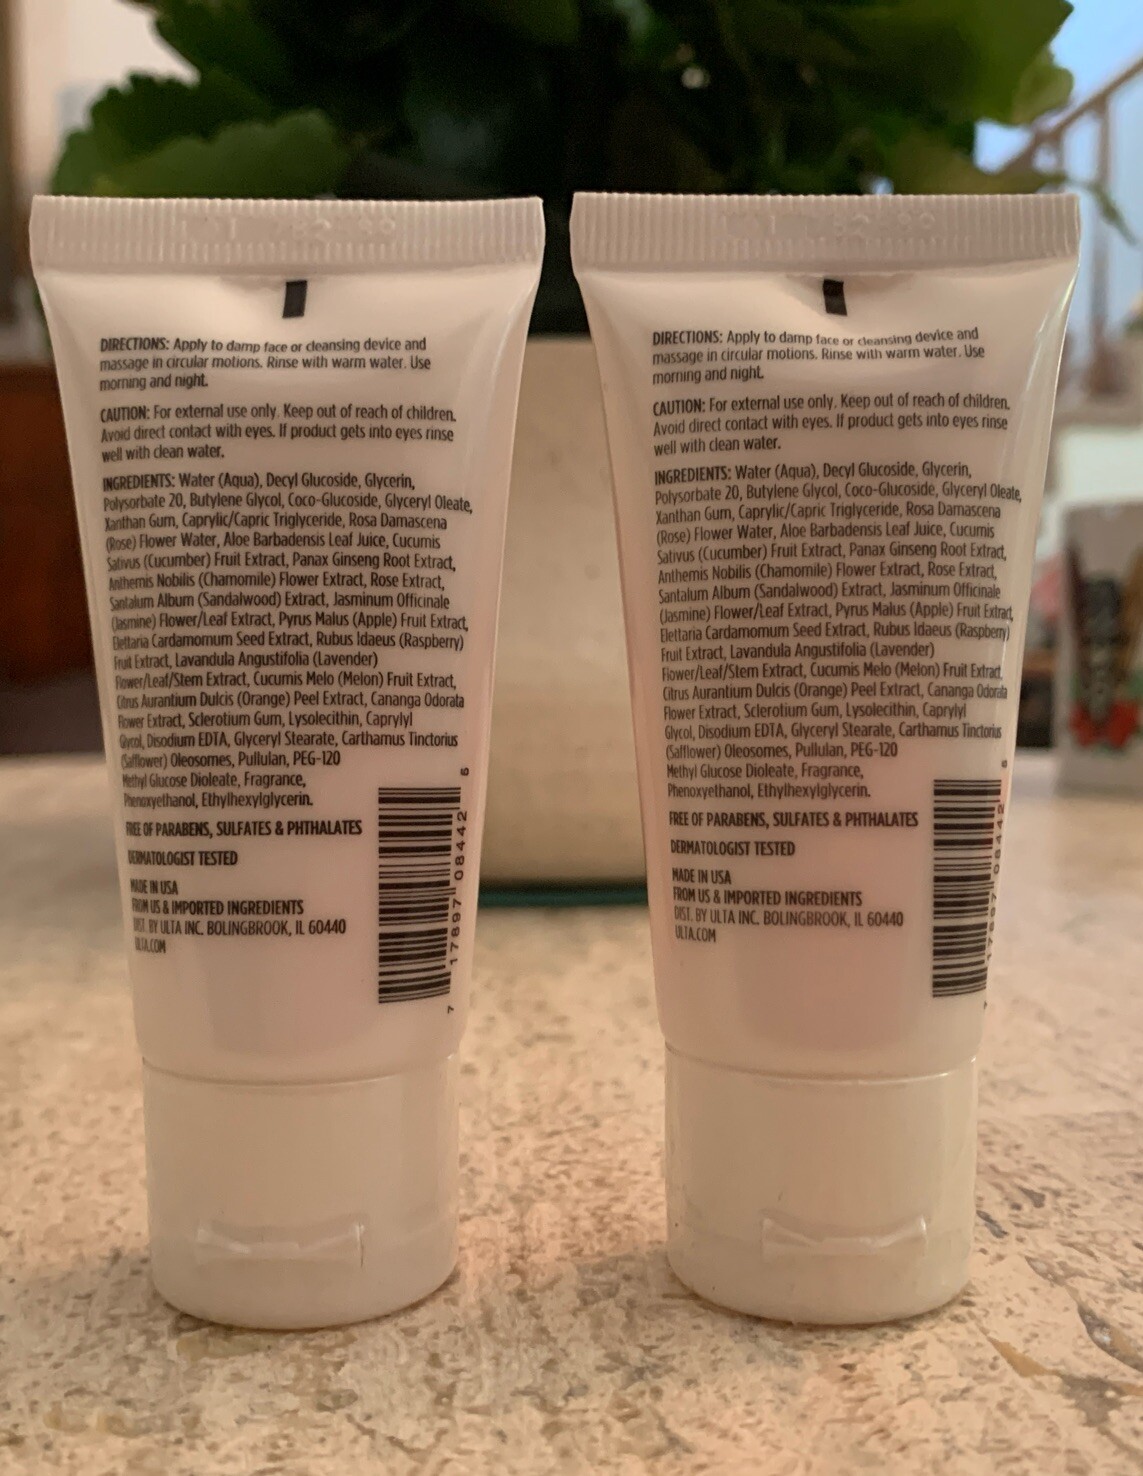 DIRECTIONS: Apply to damp face or cleansing device and
massage in circular motions. Rinse with warm water. Use
morning and night.
CAUTION: For external use only. Keep out of reach of children.
Avoid direct contact with eyes. If product gets into eyes rinse
well with clean water.
INGREDIENTS: Water (Aqua), Decyl Glucoside, Glycerin,
Polysorbate 20, Butylene Glycol, Coco-Glucoside, Glyceryl Oleate,
Xanthan Gum, Caprylic/Capric Triglyceride, Rosa Damascena
(Rose) Flower Water, Aloe Barbadensis Leaf Juice, Cucumis
Sativus (Cucumber) Fruit Extract, Panax Ginseng Root Extract,
Anthemis Nobilis (Chamomile) Flower Extract, Rose Extract,
Santalum Album (Sandalwood) Extract, Jasminum Officinale
(Jasmine) Flower/Leaf Extract, Pyrus Malus (Apple) Fruit Extract,
Elettaria Cardamomum Seed Extract, Rubus Idaeus (Raspberry)
Fruit Extract, Lavandula Angustifolia (Lavender)
Flower/Leaf/Stem Extract, Cucumis Melo (Melon) Fruit Extract,
Citrus Aurantium Dulcis (Orange) Peel Extract, Cananga Odorata
Flower Extract, Sclerotium Gum, Lysolecithin, Caprylyl
Glycol, Disodium EDTA, Glyceryl Stearate, Carthamus Tinctorius
(Safflower) Oleosomes, Pullulan, PEG-120
Methyl Glucose Dioleate, Fragrance,
Phenoxyethanol, Ethylhexylglycerin.
FREE OF PARABENS, SULFATES & PHTHALATES
DERMATOLOGIST TESTED
MADE IN USA
FROM US & IMPORTED INGREDIENTS
DIST. BY ULTA INC. BOLINGBROOK, IL 60440
ULTA.COM
7 17897 08442 6
DIRECTIONS: Apply to damp face or cleansing device and
massage in circular motions. Rinse with warm water. Use
morning and night.
CAUTION: For external use only. Keep out of reach of children.
Avoid direct contact with eyes. If product gets into eyes rinse
well with clean water.
INGREDIENTS: Water (Aqua), Decyl Glucoside, Glycerin,
Polysorbate 20, Butylene Glycol, Coco-Glucoside, Glyceryl Oleate,
Xanthan Gum, Caprylic/Capric Triglyceride, Rosa Damascena
(Rose) Flower Water, Aloe Barbadensis Leaf Juice, Cucumis
Sativus (Cucumber) Fruit Extract, Panax Ginseng Root Extract,
Anthemis Nobilis (Chamomile) Flower Extract, Rose Extract,
Santalum Album (Sandalwood) Extract, Jasminum Officinale
(Jasmine) Flower/Leaf Extract, Pyrus Malus (Apple) Fruit Extract,
Elettaria Cardamomum Seed Extract, Rubus Idaeus (Raspberry)
Fruit Extract, Lavandula Angustifolia (Lavender)
Flower/Leaf/Stem Extract, Cucumis Melo (Melon) Fruit Extract,
Citrus Aurantium Dulcis (Orange) Peel Extract, Cananga Odorata
Flower Extract, Sclerotium Gum, Lysolecithin, Caprylyl
Glycol, Disodium EDTA, Glyceryl Stearate, Carthamus Tinctorius
(Safflower) Oleosomes, Pullulan, PEG-120
Methyl Glucose Dioleate, Fragrance,
Phenoxyethanol, Ethylhexylglycerin.
FREE OF PARABENS, SULFATES & PHTHALATES
DERMATOLOGIST TESTED
MADE IN USA
FROM US & IMPORTED INGREDIENTS
DIST. BY ULTA INC. BOLINGBROOK, IL 60440
ULTA.COM
7 17897 08442 6